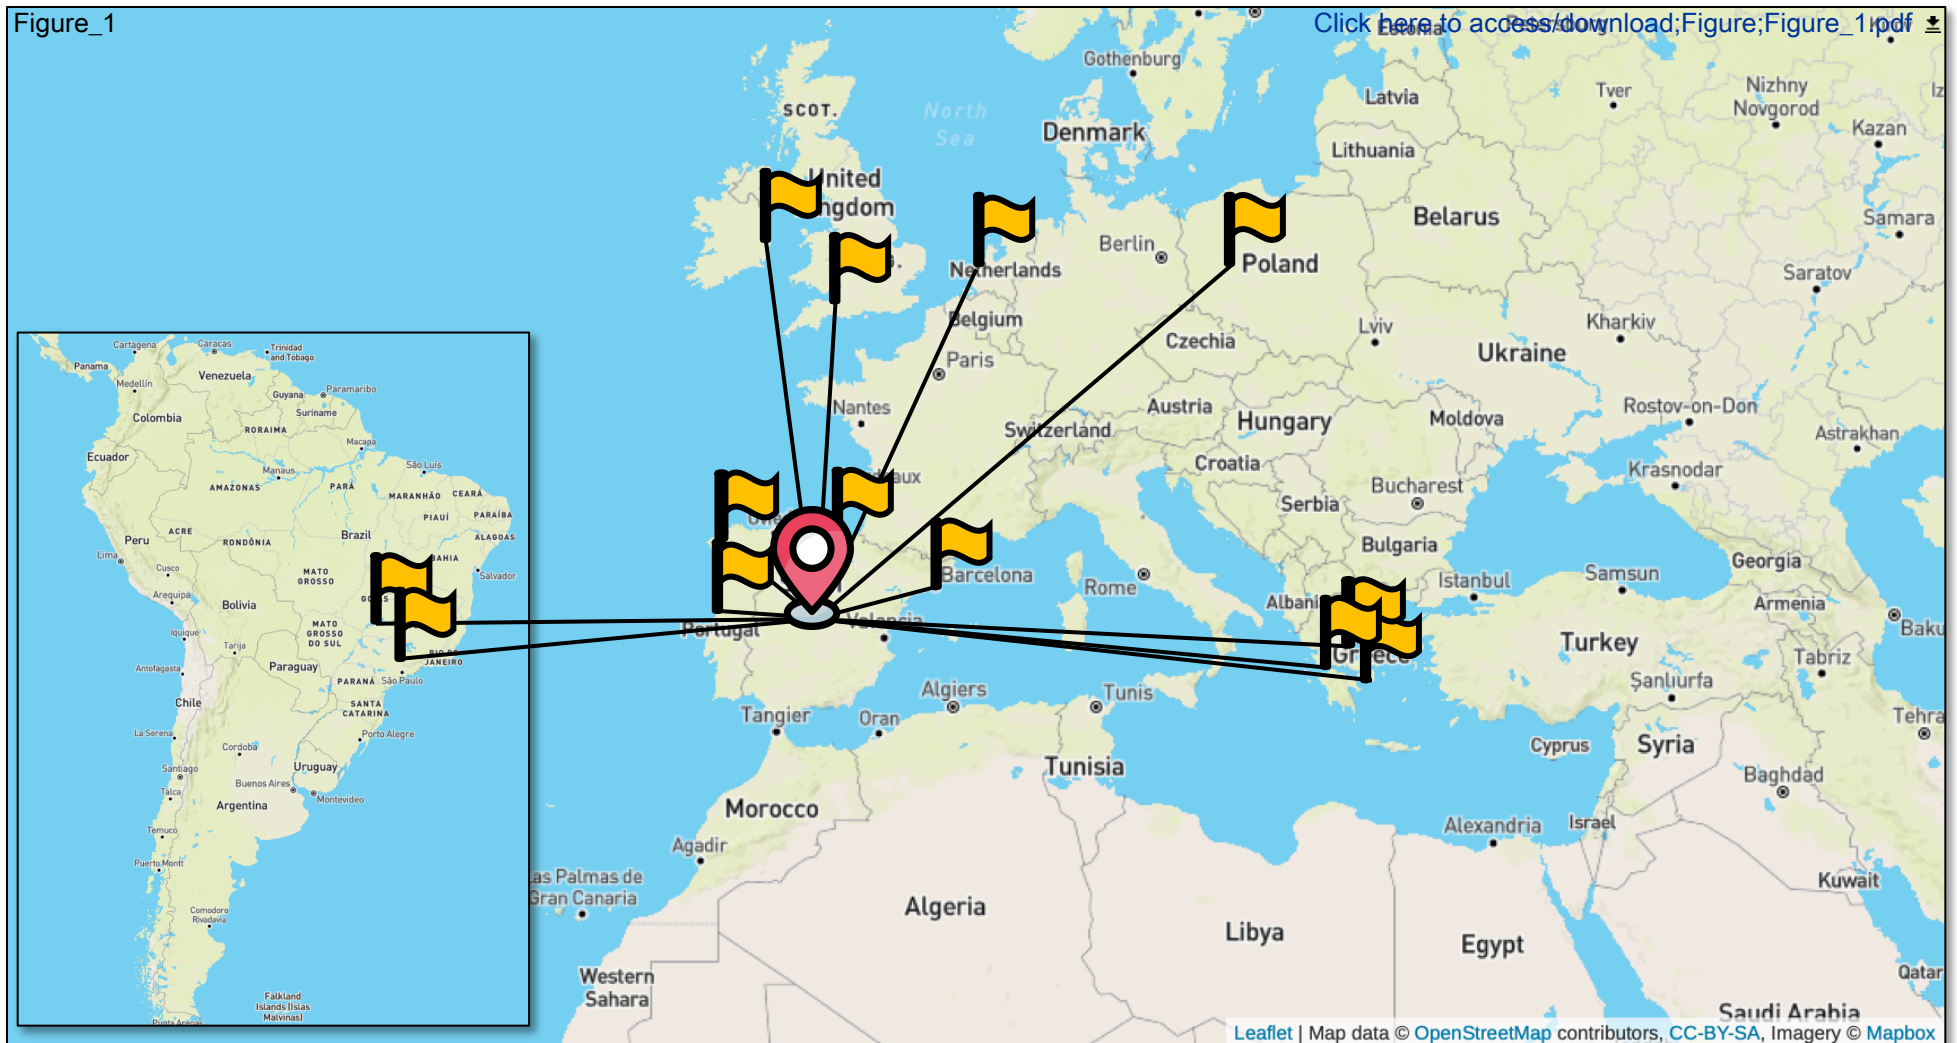 Figure_1
Click here to access/download;Figure;Figure_1.pdf
Gothenburg
SCOT.
North
Sea
Denmark
Latvia
Lithuania
Tver
Nizhny
Novgorod
Kazan
United
Belarus
Samara
Berlin
Netherlands
Poland
Saratov
Belgium
Paris
Czechia
Lviv
Kharkiv
Ukraine
Nantes
Switzerland
Austria
Hungary
Moldova
Rostov-on-Don
Astrakhan
Croatia
Krasnodar
Serbia
Bucharest
Bulgaria
Georgia
Barcelona
Rome
Istanbul
Samsun
Armenia
Baku
Portugal
Valencia
Greece
Turkey
Tabriz
Şanlıurfa
Algiers
Tunis
Tangier
Oran
Cyprus
Syria
Tehra
Tunisia
Baghdad
Morocco
Agadir
Alexandria
Israel
as Palmas de
Gran Canaria
Kuwait
Algeria
Libya
Egypt
Western
Sahara
Qatar
Saudi Arabia
Cartagena
Caracas
Trinidad
and Tobago
Panama
Medellín
Venezuela
Paramaribo
Guyana
Suriname
Colombia
RORAIMA
Macapa
Ecuador
Manaus
São Luís
AMAZONAS
PARÁ
MARANHÃO
CEARÁ
PIAUÍ
PARAÍBA
ACRE
Peru
RONDÔNIA
Brazil
ALAGOAS
Lima
Cusco
BAHIA
MATO
GROSSO
Salvador
Arequipa
Bolivia
Iquique
Tarija
MATO
GROSSO
DO SUL
JANEIRO
Antofagasta
Paraguay
PARANÁ
São Paulo
Chile
SANTA
CATARINA
La Serena
Porto Alegre
Cordoba
Santiago
Uruguay
Talca
Buenos Aires
Montevideo
Argentina
Temuco
Puerto Montt
Comodoro
Rivadavia
Falkland
Islands (Islas
Malvinas)
Punta Arenas
Leaflet | Map data © OpenStreetMap contributors, CC-BY-SA, Imagery © Mapbox